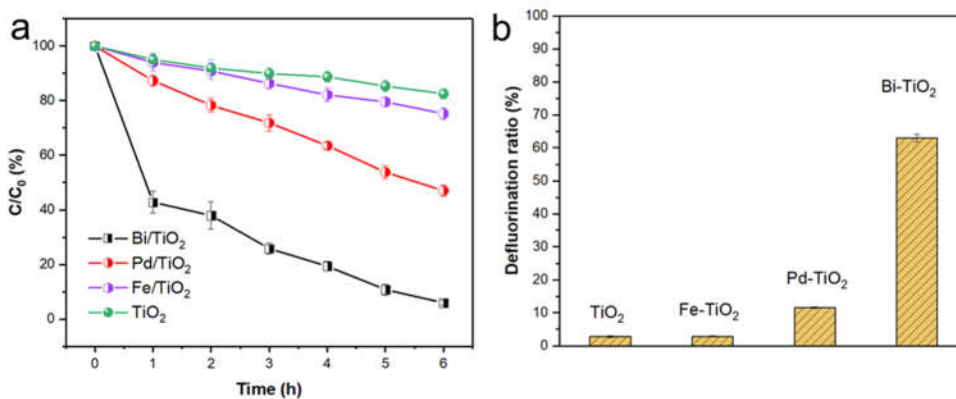 a
100
80
60
40
20
0
C/C₀ (%)
Bi/TiO₂
Pd/TiO₂
Fe/TiO₂
TiO₂
0 1 2 3 4 5 6
Time (h)
b
100
90
80
70
60
50
40
30
20
10
0
Defluorination ratio (%)
TiO₂
Fe-TiO₂
Pd-TiO₂
Bi-TiO₂